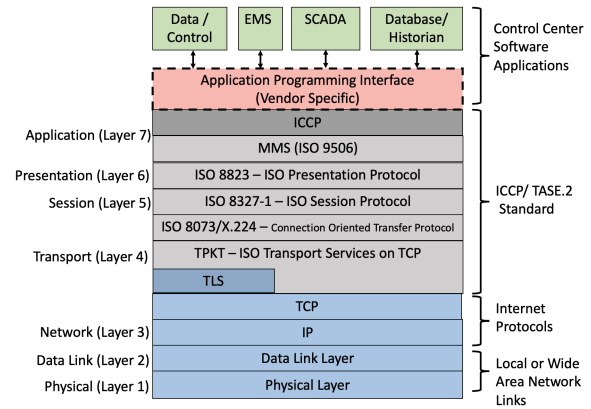 Data /
Control
EMS
SCADA
Database/
Historian
Control Center
Software
Applications
Application Programming Interface
(Vendor Specific)
ICCP
Application (Layer 7)
MMS (ISO 9506)
Presentation (Layer 6)
ISO 8823 – ISO Presentation Protocol
Session (Layer 5)
ISO 8327-1 – ISO Session Protocol
ICCP/ TASE.2
Standard
ISO 8073/X.224 – Connection Oriented Transfer Protocol
Transport (Layer 4)
TPKT – ISO Transport Services on TCP
TLS
TCP
Internet
Protocols
Network (Layer 3)
IP
Data Link (Layer 2)
Data Link Layer
Local or Wide
Area Network
Links
Physical (Layer 1)
Physical Layer